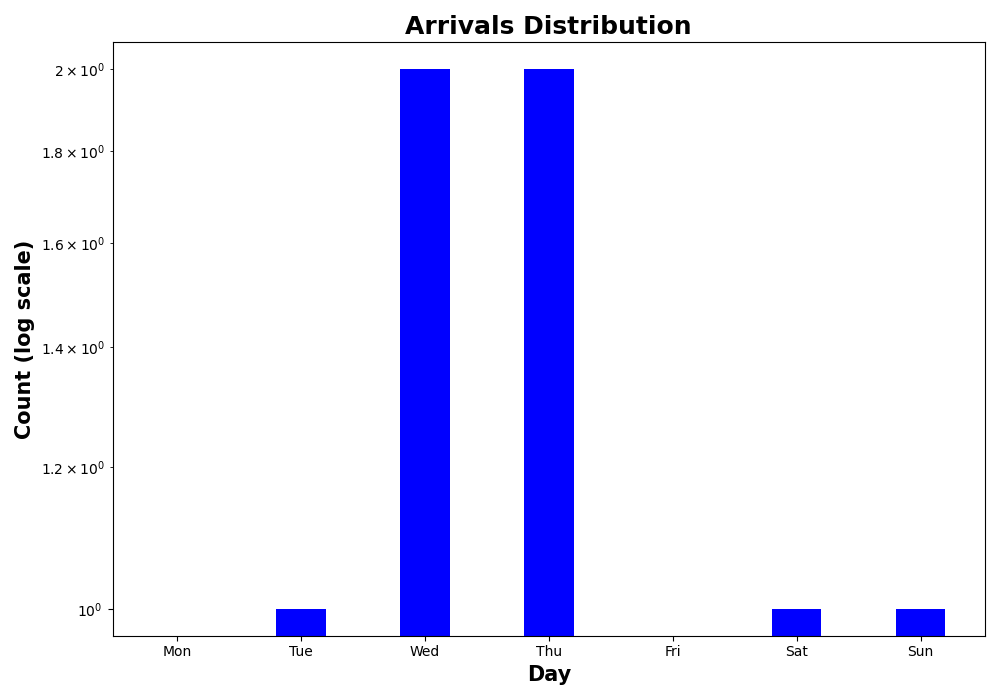 Arrivals Distribution
Count (log scale)
2 × 10⁰
1.8 × 10⁰
1.6 × 10⁰
1.4 × 10⁰
1.2 × 10⁰
10⁰
Mon Tue Wed Thu Fri Sat Sun
Day